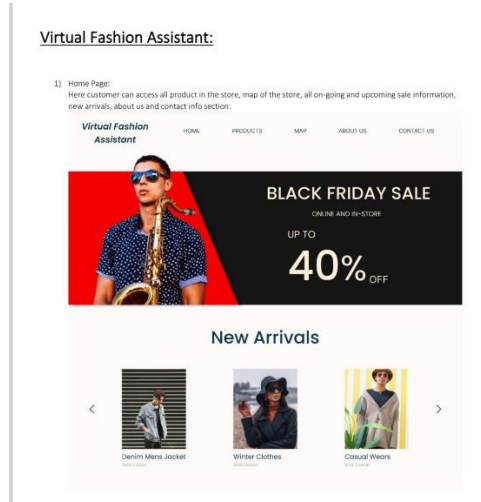 Virtual Fashion Assistant:
1) Home Page:
Here customer can access all product in the store, map of the store, all on-going and upcoming sale information,
new arrivals, about us and contact info section.
Virtual Fashion
Assistant
HOME
PRODUCTS
MAP
ABOUT US
CONTACT US
BLACK FRIDAY SALE
ONLINE AND IN-STORE
UP TO
40% OFF
New Arrivals
Denim Mens Jacket
Winter Clothes
Casual Wears